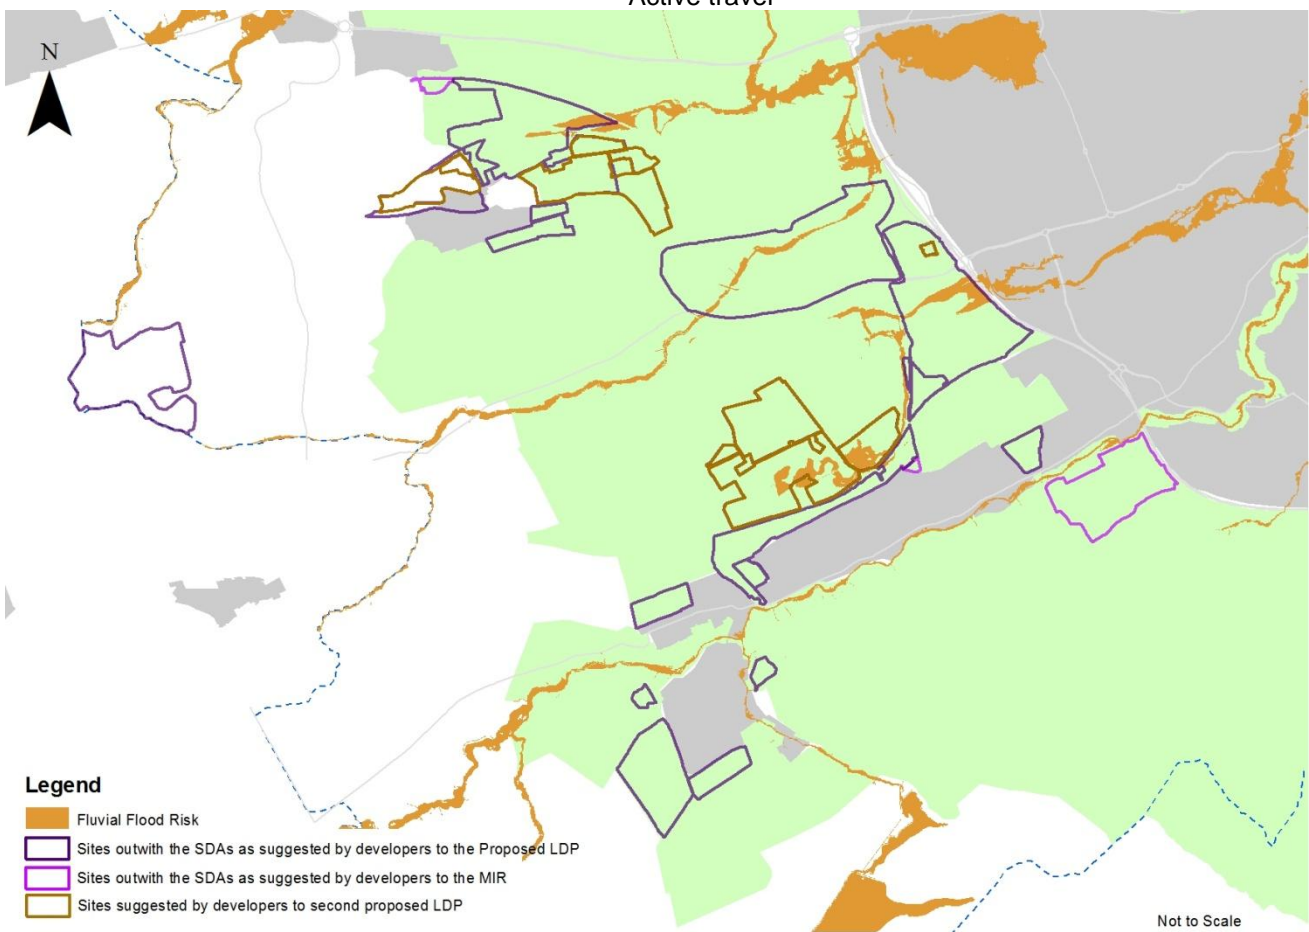 Active travel
N
Legend
Fluvial Flood Risk
Sites outwith the SDAs as suggested by developers to the Proposed LDP
Sites outwith the SDAs as suggested by developers to the MIR
Sites suggested by developers to second proposed LDP
Not to Scale